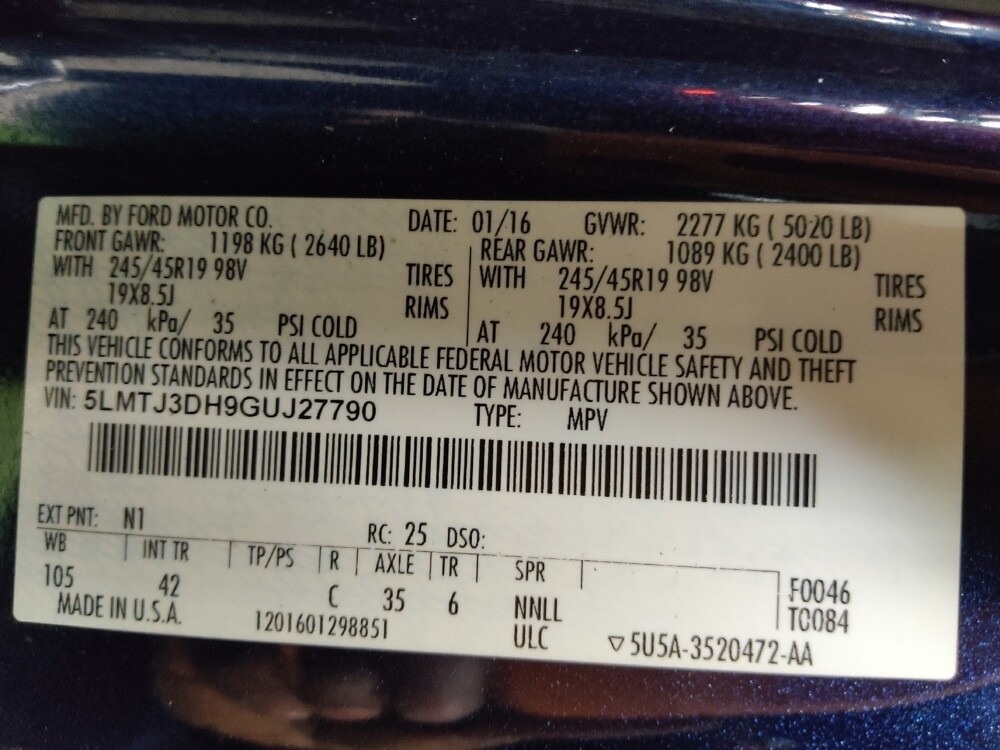 MFD. BY FORD MOTOR CO. DATE: 01/16 GVWR: 2277 KG ( 5020 LB)
FRONT GAWR: 1198 KG ( 2640 LB) REAR GAWR: 1089 KG ( 2400 LB)
WITH 245/45R19 98V TIRES WITH 245/45R19 98V TIRES
19X8.5J RIMS 19X8.5J RIMS
AT 240 kPa/ 35 PSI COLD AT 240 kPa/ 35 PSI COLD
THIS VEHICLE CONFORMS TO ALL APPLICABLE FEDERAL MOTOR VEHICLE SAFETY AND THEFT
PREVENTION STANDARDS IN EFFECT ON THE DATE OF MANUFACTURE SHOWN ABOVE.
VIN: 5LMTJ3DH9GUJ27790 TYPE: MPV
EXT PNT: N1 RC: 25 DSO:
WB INT TR TP/PS R AXLE TR SPR
105 42 C 35 6 NNLL F0046
MADE IN U.S.A. 1201601298851 ULC T0084
▽5U5A-3520472-AA